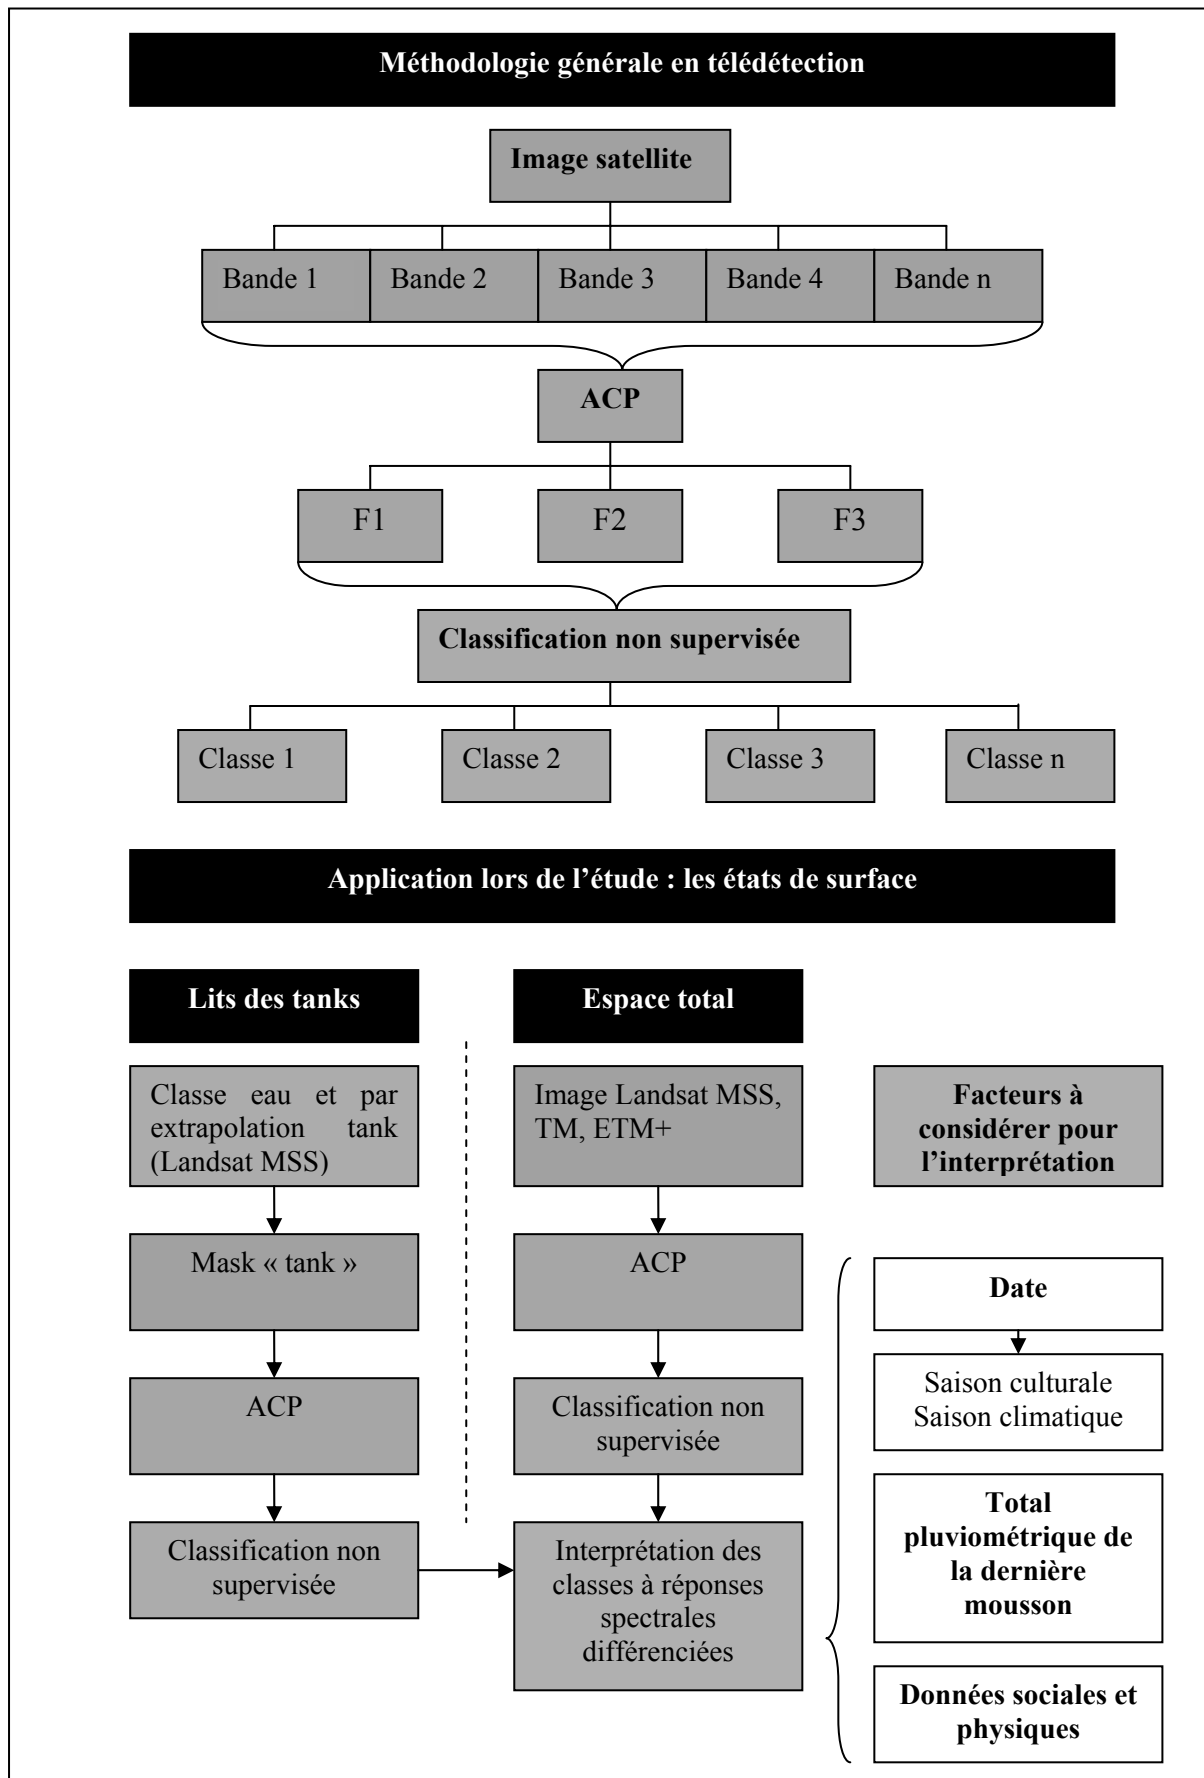 Méthodologie générale en télédétection
Image satellite
Bande 1
Bande 2
Bande 3
Bande 4
Bande n
ACP
F1
F2
F3
Classification non supervisée
Classe 1
Classe 2
Classe 3
Classe n
Application lors de l’étude : les états de surface
Lits des tanks
Classe eau et par
extrapolation tank
(Landsat MSS)
Mask « tank »
ACP
Classification non
supervisée
Espace total
Image Landsat MSS,
TM, ETM+
ACP
Classification non
supervisée
Interprétation des
classes à réponses
spectrales
différenciées
Facteurs à
considérer pour
l’interprétation
Date
Saison culturale
Saison climatique
Total
pluviométrique de
la dernière
mousson
Données sociales et
physiques